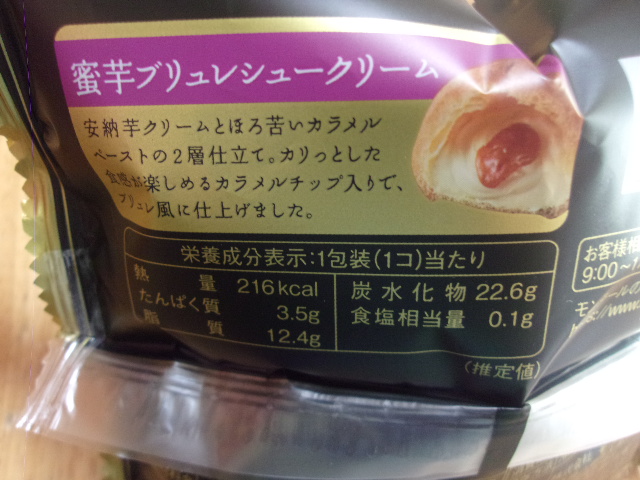 蜜芋ブリュレシュークリーム
安納芋クリームとほろ苦いカラメル
ペーストの2層仕立て。カリっとした
食感が楽しめるカラメルチップ入りで、
ブリュレ風に仕上げました。
栄養成分表示:1包装(1コ)当たり
熱量 216kcal
たんぱく質 3.5g
脂質 12.4g
炭水化物 22.6g
食塩相当量 0.1g
(推定値)
お客様
9:00~
モン